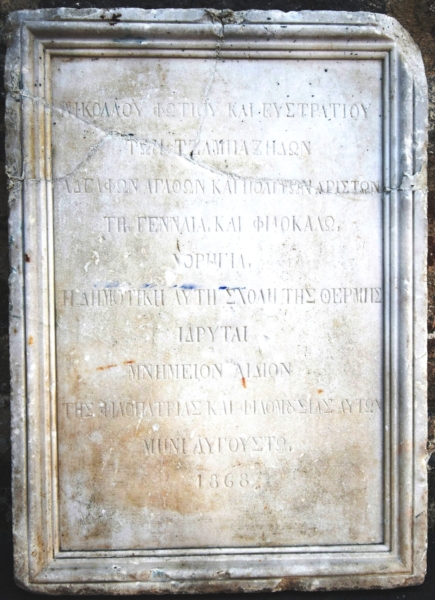 ΝΙΚΟΛΑΟΥ ΦΩΤΙΟΥ ΚΑΙ ΕΥΣΤΡΑΤΙΟΥ
ΤΩΝ ΤΖΑΜΠΑΖΗΔΩΝ
ΑΔΕΛΦΩΝ ΑΓΑΘΩΝ ΚΑΙ ΠΟΛΙΤΩΝ ΑΡΙΣΤΩΝ
ΤΗ ΓΕΝΝΑΙΑ, ΚΑΙ ΦΙΛΟΚΑΛΩ,
ΧΟΡΗΓΙΑ,
Η ΔΗΜΟΤΙΚΗ ΑΥΤΗ ΣΧΟΛΗ ΤΗΣ ΘΕΡΜΗΣ
ΙΔΡΥΤΑΙ
ΜΝΗΜΕΙΟΝ ΑΙΔΙΟΝ
ΤΗΣ ΦΙΛΟΠΑΤΡΙΑΣ ΚΑΙ ΦΙΛΟΜΟΥΣΙΑΣ ΑΥΤΩΝ
ΜΗΝΙ ΑΥΓΟΥΣΤΩ,
1868